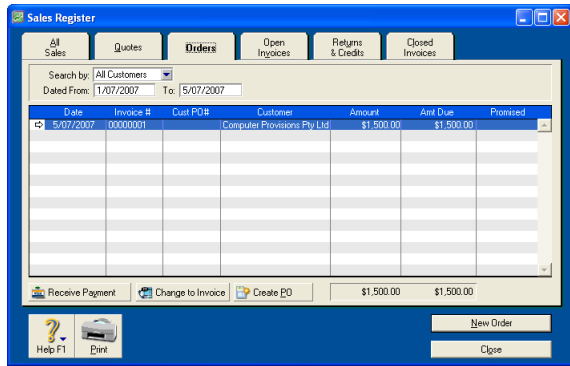 Sales Register
All Sales
Quotes
Orders
Open Invoices
Returns & Credits
Closed Invoices
Search by: All Customers
Dated From: 1/07/2007 To: 5/07/2007
Date Invoice # Cust PO# Customer Amount Amt Due Promised
5/07/2007 00000001 Computer Provisions Pty Ltd $1,500.00 $1,500.00
Receive Payment Change to Invoice Create PO $1,500.00 $1,500.00
New Order
Help F1 Print Close